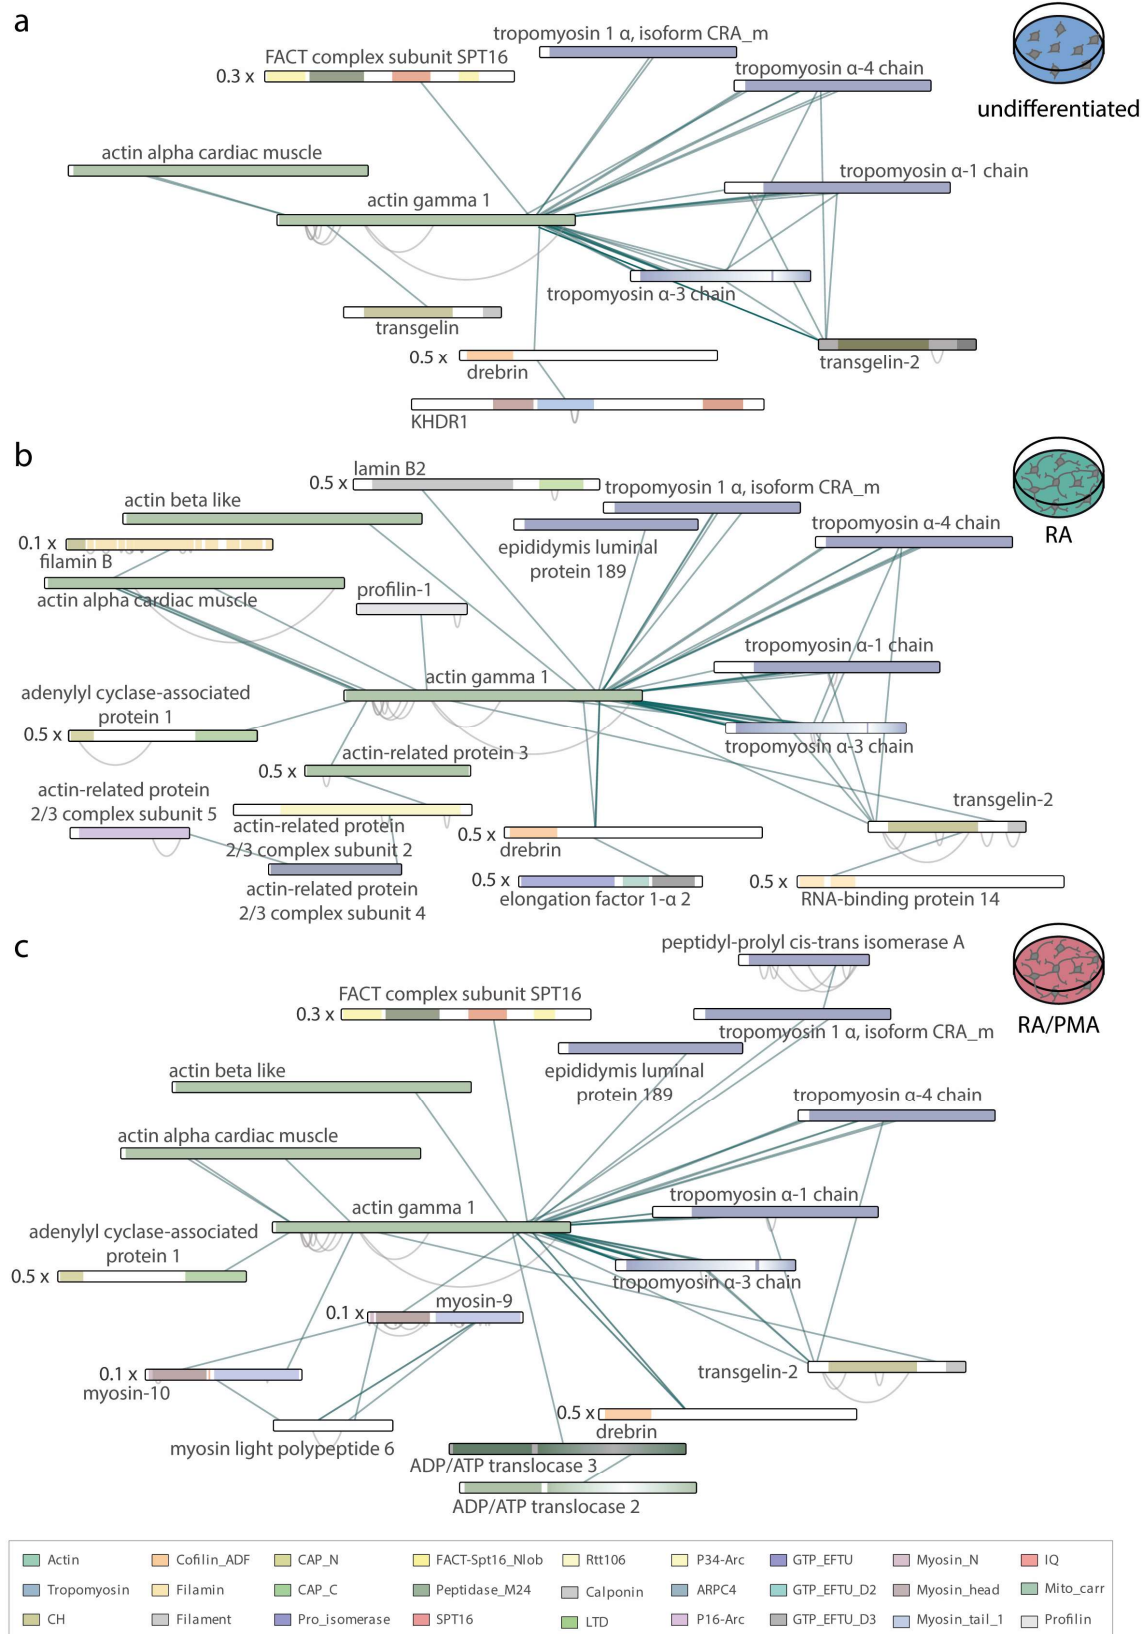 a
tropomyosin 1 α, isoform CRA_m
FACT complex subunit SPT16
0.3 x
tropomyosin α-4 chain
undifferentiated
actin alpha cardiac muscle
tropomyosin α-1 chain
actin gamma 1
tropomyosin α-3 chain
transgelin
0.5 x
drebrin
transgelin-2
KHDR1
b
lamin B2
0.5 x
tropomyosin 1 α, isoform CRA_m
actin beta like
tropomyosin α-4 chain
RA
0.1 x
filamin B
epididymis luminal
protein 189
actin alpha cardiac muscle
profilin-1
tropomyosin α-1 chain
actin gamma 1
adenylyl cyclase-associated
protein 1
0.5 x
tropomyosin α-3 chain
actin-related protein 3
0.5 x
actin-related protein
2/3 complex subunit 5
transgelin-2
actin-related protein
2/3 complex subunit 2
0.5 x
drebrin
actin-related protein
2/3 complex subunit 4
0.5 x
elongation factor 1-α 2
0.5 x
RNA-binding protein 14
c
peptidyl-prolyl cis-trans isomerase A
FACT complex subunit SPT16
0.3 x
tropomyosin 1 α, isoform CRA_m
RA/PMA
actin beta like
epididymis luminal
protein 189
tropomyosin α-4 chain
actin alpha cardiac muscle
tropomyosin α-1 chain
actin gamma 1
adenylyl cyclase-associated
protein 1
0.5 x
tropomyosin α-3 chain
myosin-9
0.1 x
0.1 x
myosin-10
transgelin-2
0.5 x
drebrin
myosin light polypeptide 6
ADP/ATP translocase 3
ADP/ATP translocase 2
Actin Cofilin_ADF CAP_N FACT-Spt16_Nlob Rtt106 P34-Arc GTP_EFTU Myosin_N IQ
Tropomyosin Filamin CAP_C Peptidase_M24 Calponin ARPC4 GTP_EFTU_D2 Myosin_head Mito_carr
CH Filament Pro_isomerase SPT16 LTD P16-Arc GTP_EFTU_D3 Myosin_tail_1 Profilin